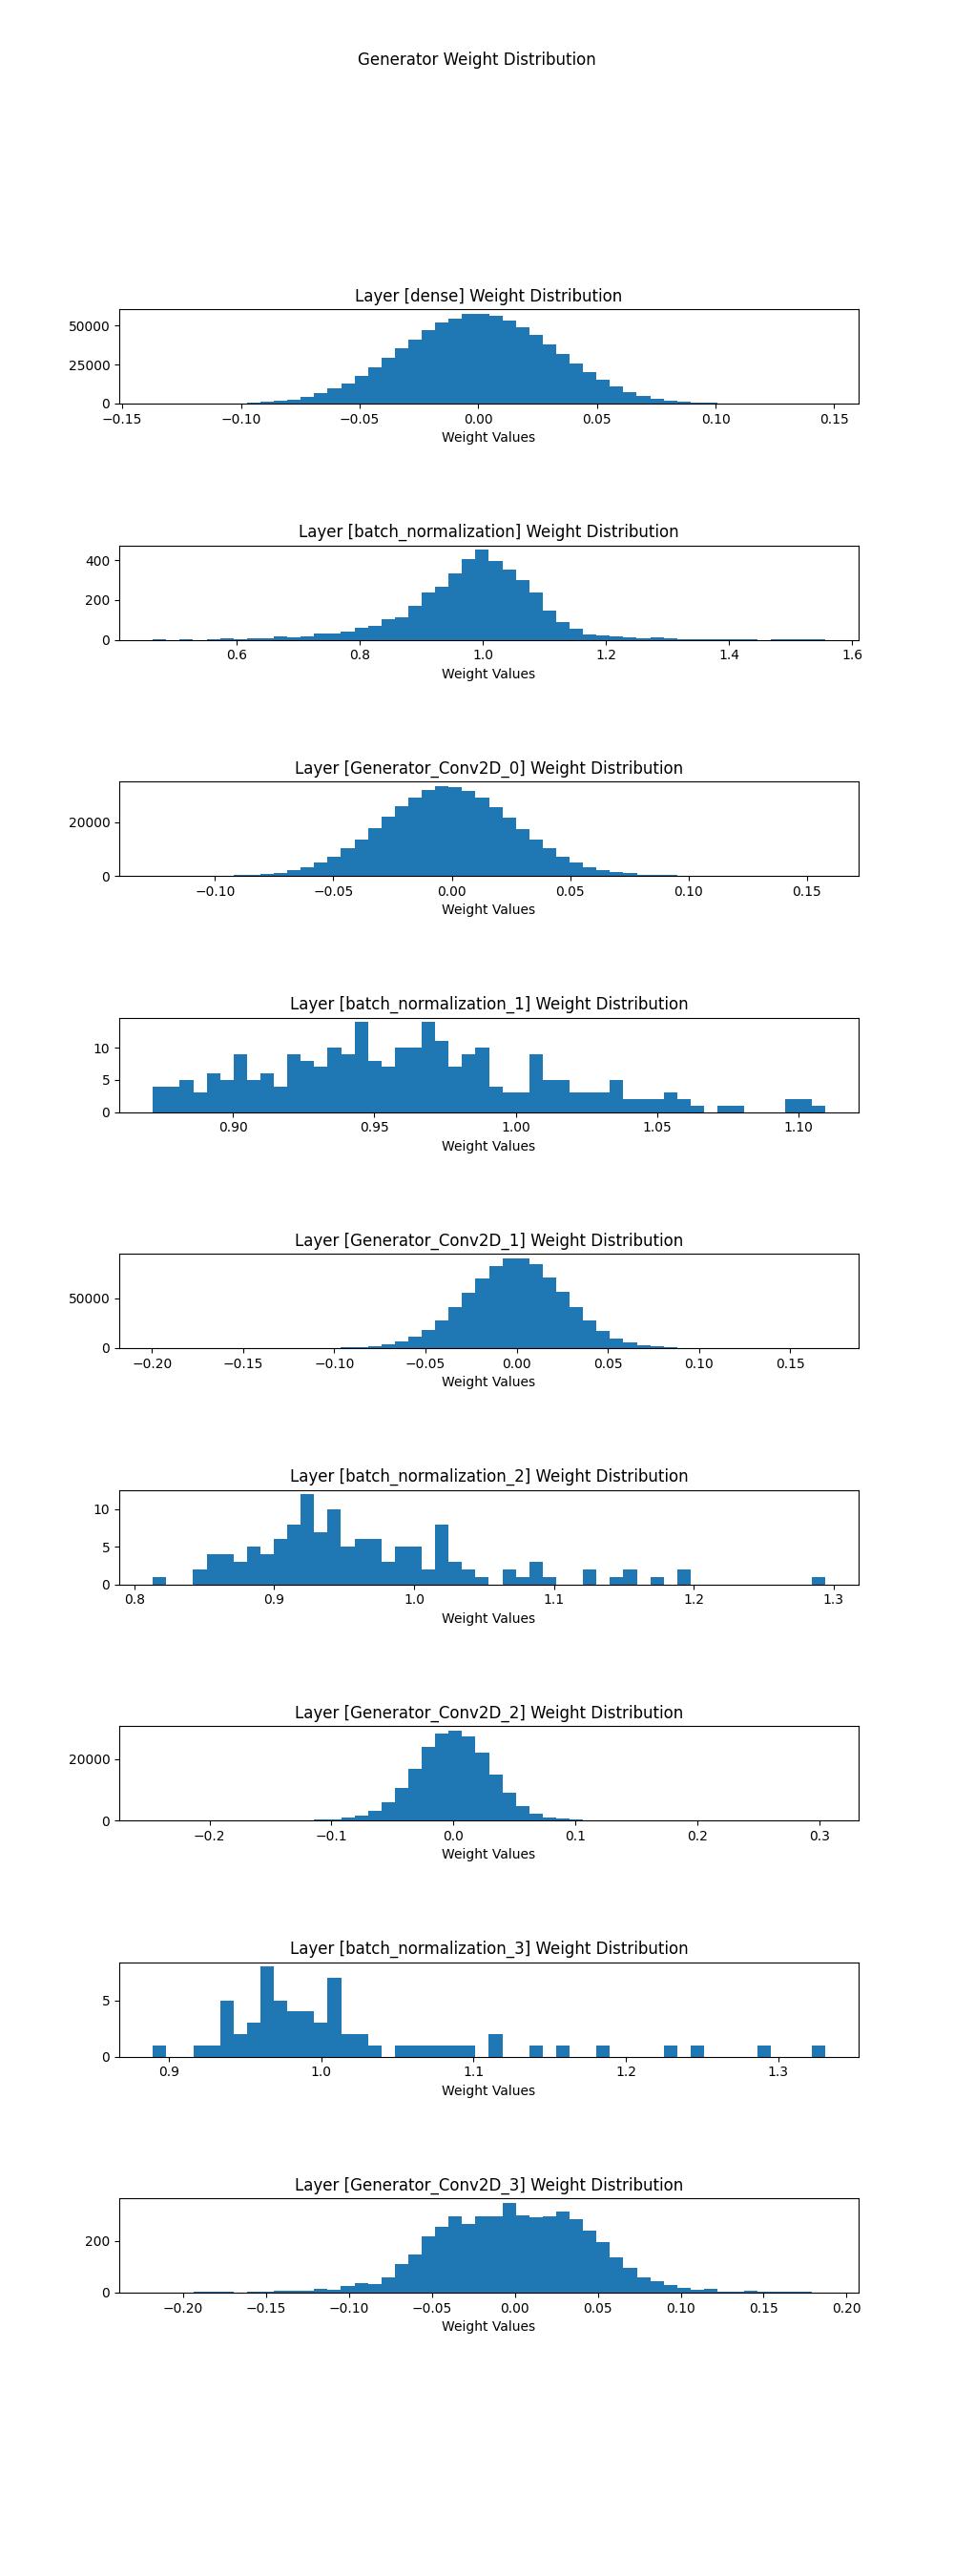 Generator Weight Distribution
Layer [dense] Weight Distribution
50000
25000
0
−0.15 −0.10 −0.05 0.00 0.05 0.10 0.15
Weight Values
Layer [batch_normalization] Weight Distribution
400
200
0
0.6 0.8 1.0 1.2 1.4 1.6
Weight Values
Layer [Generator_Conv2D_0] Weight Distribution
20000
0
−0.10 −0.05 0.00 0.05 0.10 0.15
Weight Values
Layer [batch_normalization_1] Weight Distribution
10
5
0
0.90 0.95 1.00 1.05 1.10
Weight Values
Layer [Generator_Conv2D_1] Weight Distribution
50000
0
−0.20 −0.15 −0.10 −0.05 0.00 0.05 0.10 0.15
Weight Values
Layer [batch_normalization_2] Weight Distribution
10
5
0
0.8 0.9 1.0 1.1 1.2 1.3
Weight Values
Layer [Generator_Conv2D_2] Weight Distribution
20000
0
−0.2 −0.1 0.0 0.1 0.2 0.3
Weight Values
Layer [batch_normalization_3] Weight Distribution
5
0
0.9 1.0 1.1 1.2 1.3
Weight Values
Layer [Generator_Conv2D_3] Weight Distribution
200
0
−0.20 −0.15 −0.10 −0.05 0.00 0.05 0.10 0.15 0.20
Weight Values